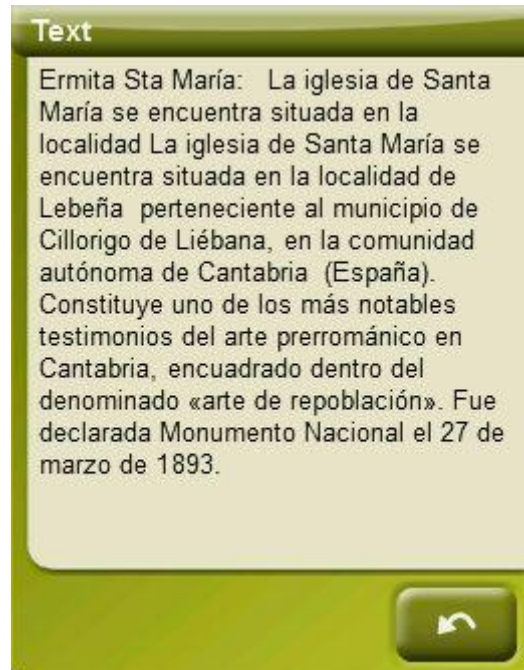 Text
Ermita Sta María:   La iglesia de Santa
María se encuentra situada en la
localidad La iglesia de Santa María se
encuentra situada en la localidad de
Lebeña  perteneciente al municipio de
Cillorigo de Liébana, en la comunidad
autónoma de Cantabria  (España).
Constituye uno de los más notables
testimonios del arte prerrománico en
Cantabria, encuadrado dentro del
denominado «arte de repoblación». Fue
declarada Monumento Nacional el 27 de
marzo de 1893.